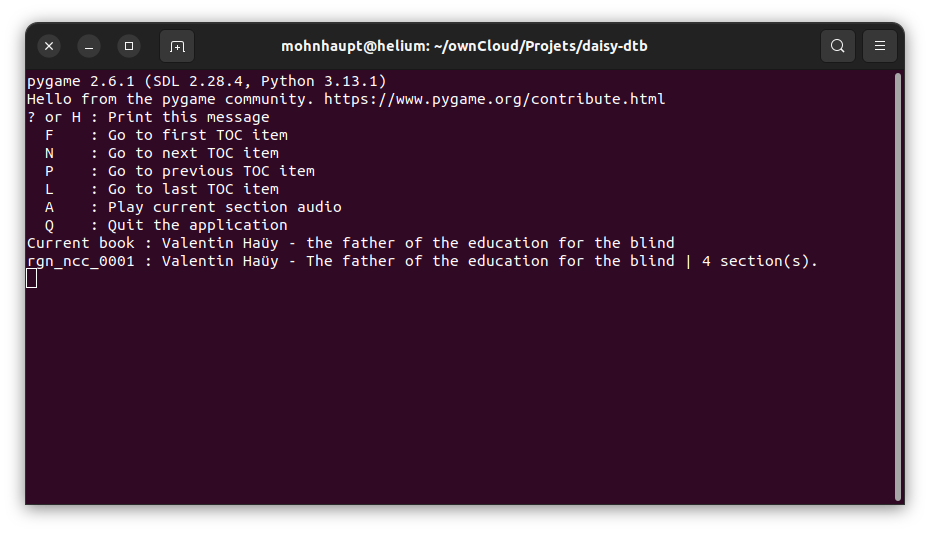 mohnhaupt@helium: ~/ownCloud/Projets/daisy-dtb
pygame 2.6.1 (SDL 2.28.4, Python 3.13.1)
Hello from the pygame community. https://www.pygame.org/contribute.html
? or H : Print this message
  F    : Go to first TOC item
  N    : Go to next TOC item
  P    : Go to previous TOC item
  L    : Go to last TOC item
  A    : Play current section audio
  Q    : Quit the application
Current book : Valentin Haüy - the father of the education for the blind
rgn_ncc_0001 : Valentin Haüy - The father of the education for the blind | 4 section(s).